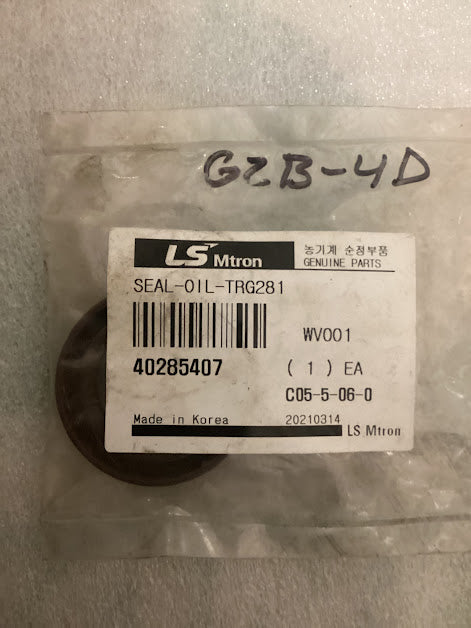 G2B-4D
LS Mtron
농기계 순정부품
GENUINE PARTS
SEAL-OIL-TRG281
WV001
40285407
( 1 ) EA
C05-5-06-0
Made in Korea
20210314
LS Mtron